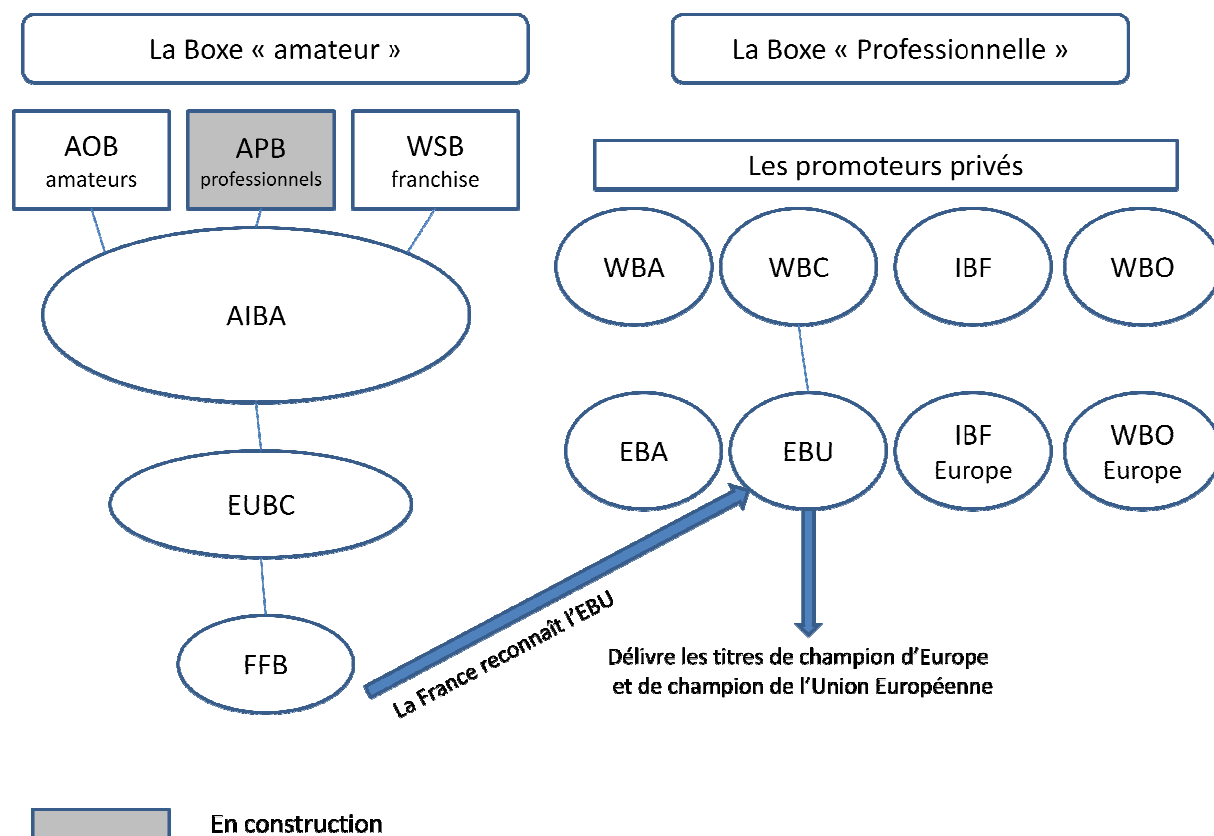 La Boxe « amateur »
La Boxe « Professionnelle »
AOB
amateurs
APB
professionnels
WSB
franchise
Les promoteurs privés
WBA
WBC
IBF
WBO
AIBA
EBA
EBU
IBF
Europe
WBO
Europe
EUBC
FFB
La France reconnaît l’EBU
Délivre les titres de champion d’Europe
et de champion de l’Union Européenne
En construction